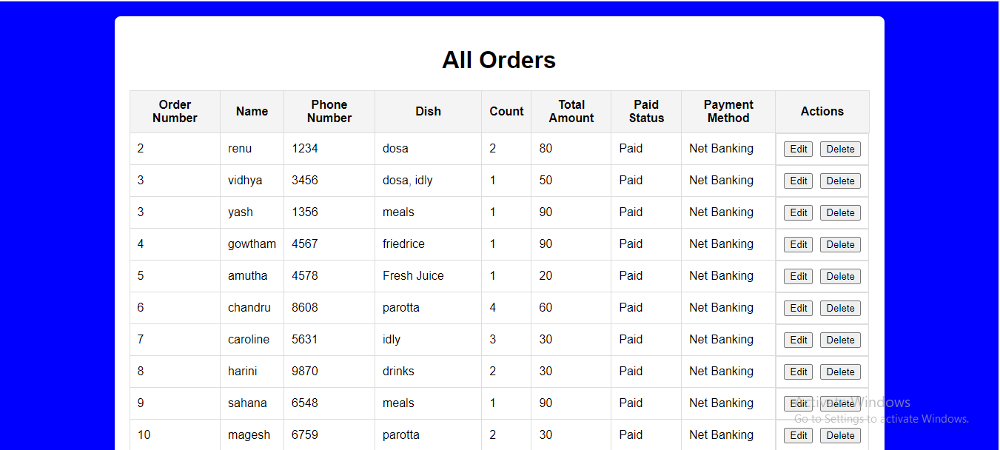 All Orders
Order Number Name Phone Number Dish Count Total Amount Paid Status Payment Method Actions
2 renu 1234 dosa 2 80 Paid Net Banking Edit Delete
3 vidhya 3456 dosa, idly 1 50 Paid Net Banking Edit Delete
3 yash 1356 meals 1 90 Paid Net Banking Edit Delete
4 gowtham 4567 friedrice 1 90 Paid Net Banking Edit Delete
5 amutha 4578 Fresh Juice 1 20 Paid Net Banking Edit Delete
6 chandru 8608 parotta 4 60 Paid Net Banking Edit Delete
7 caroline 5631 idly 3 30 Paid Net Banking Edit Delete
8 harini 9870 drinks 2 30 Paid Net Banking Edit Delete
9 sahana 6548 meals 1 90 Paid Net Banking Edit Delete
Activate Windows
Go to Settings to activate Windows.
10 magesh 6759 parotta 2 30 Paid Net Banking Edit Delete